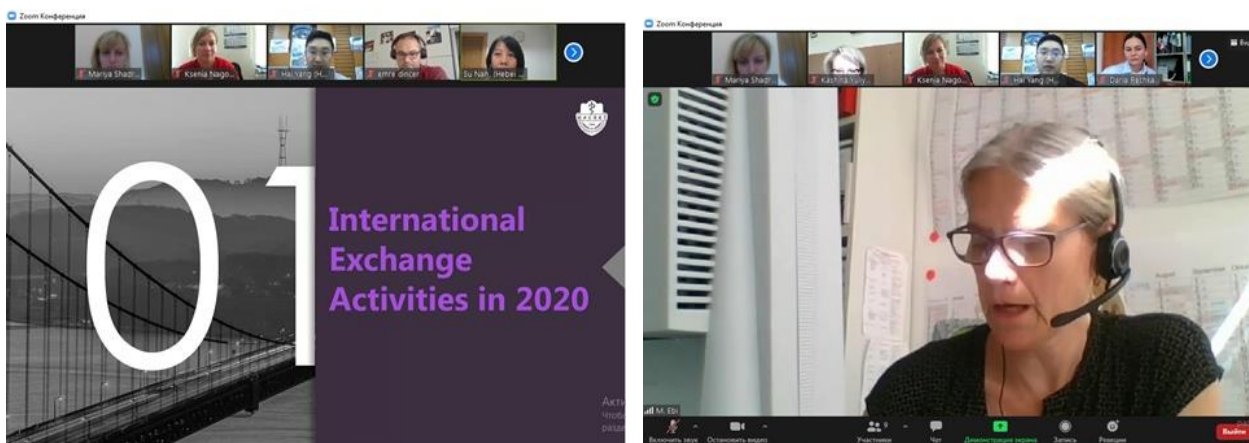 Zoom Конференция
Mariya Shadr...
Ksenia Nago...
Hai Yang (H...
emre dincer
Su Nan (Hebei ...
01
International
Exchange
Activities in 2020
Zoom Конференция
Mariya Shadr...
Kashina Yuliy...
Ksenia Nago...
Hai Yang (H...
Daria Rechka...
M. Ebi
Включить звук
Остановить видео
9
Участники
Чат
Демонстрация экрана
Запись
Реакции
Выйти